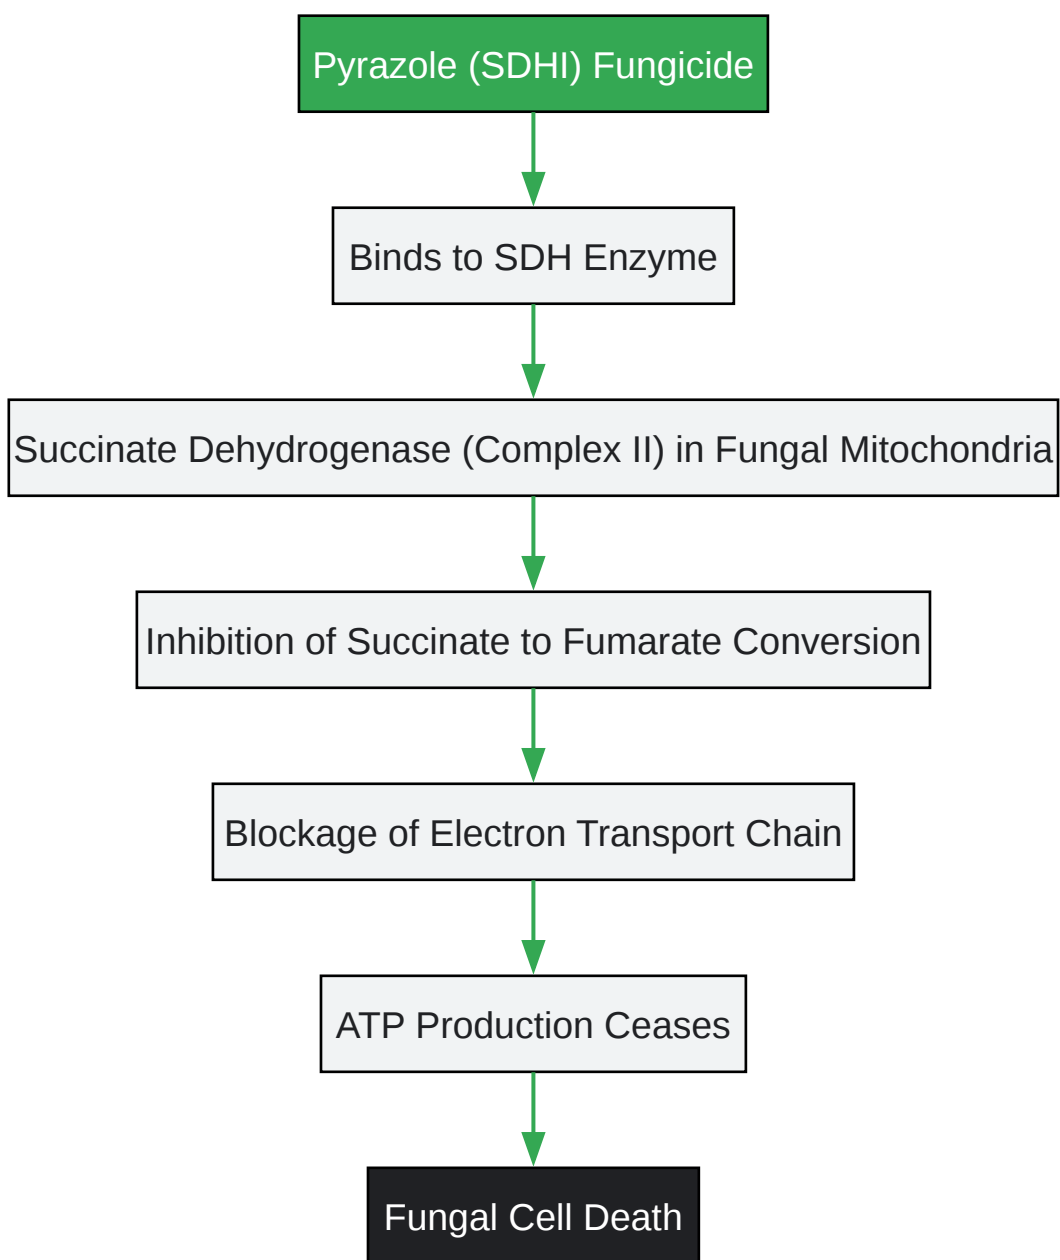 Pyrazole (SDHI) Fungicide
Binds to SDH Enzyme
Succinate Dehydrogenase (Complex II) in Fungal Mitochondria
Inhibition of Succinate to Fumarate Conversion
Blockage of Electron Transport Chain
ATP Production Ceases
Fungal Cell Death